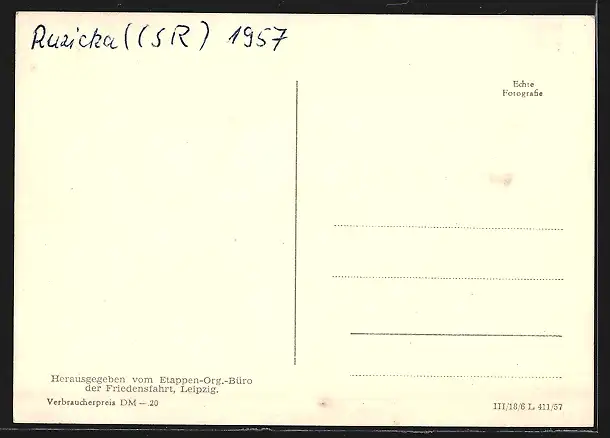 Ruzicka (ČSR) 1957
Echte
Fotografie
Herausgegeben vom Etappen-Org.-Büro
der Friedensfahrt, Leipzig.
Verbraucherpreis DM —.20
III/18/6 L 411/57